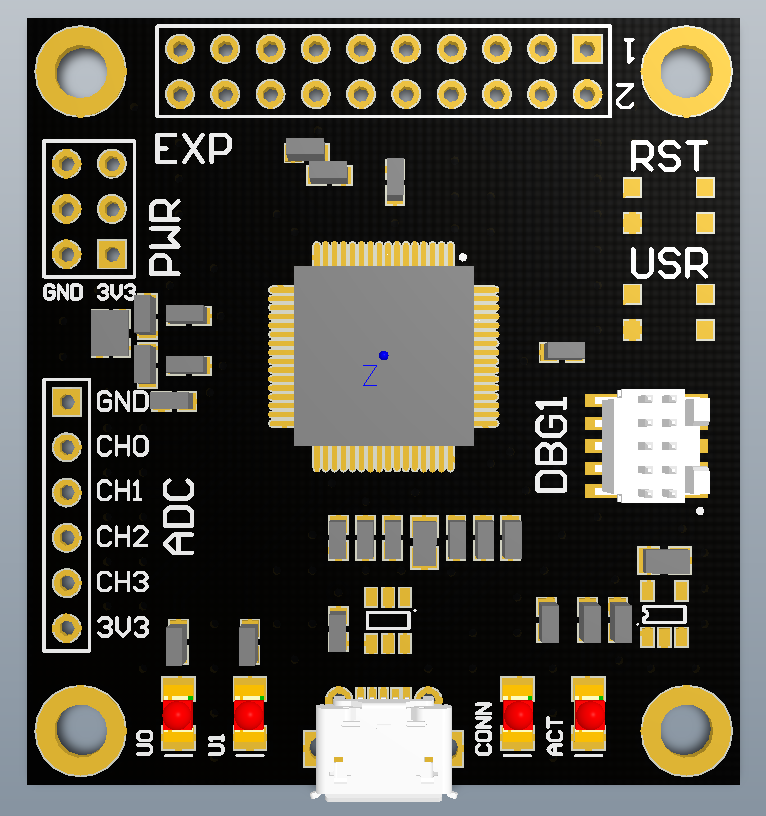 1
2
EXP
RST
PWR
USR
GND 3V3
Z
GND
CH0
CH1
CH2
CH3
3V3
ADC
DBG1
U0
U1
CONN
ACT